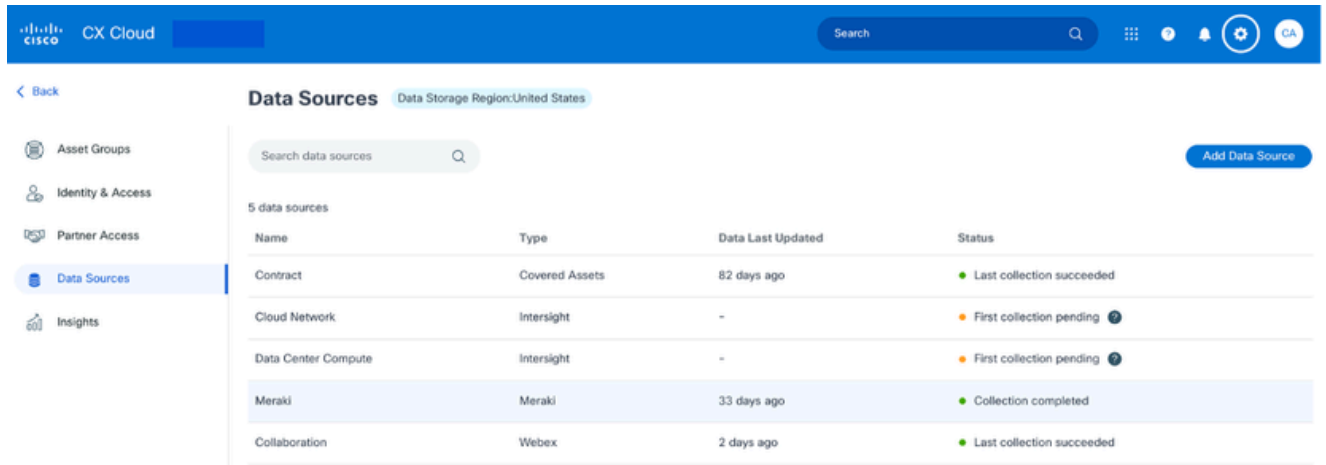 cisco CX Cloud Search CA
Back
Data Sources Data Storage Region:United States
Asset Groups
Search data sources
Add Data Source
Identity & Access
5 data sources
Partner Access
Name Type Data Last Updated Status
Data Sources
Contract Covered Assets 82 days ago Last collection succeeded
Insights
Cloud Network Intersight - First collection pending ?
Data Center Compute Intersight - First collection pending ?
Meraki Meraki 33 days ago Collection completed
Collaboration Webex 2 days ago Last collection succeeded